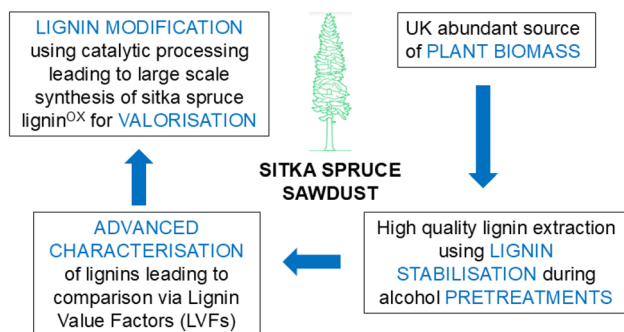 LIGNIN MODIFICATION
using catalytic processing
leading to large scale
synthesis of sitka spruce
ligninᴼˣ for VALORISATION
UK abundant source
of PLANT BIOMASS
SITKA SPRUCE
SAWDUST
ADVANCED
CHARACTERISATION
of lignins leading to
comparison via Lignin
Value Factors (LVFs)
High quality lignin extraction
using LIGNIN
STABILISATION during
alcohol PRETREATMENTS